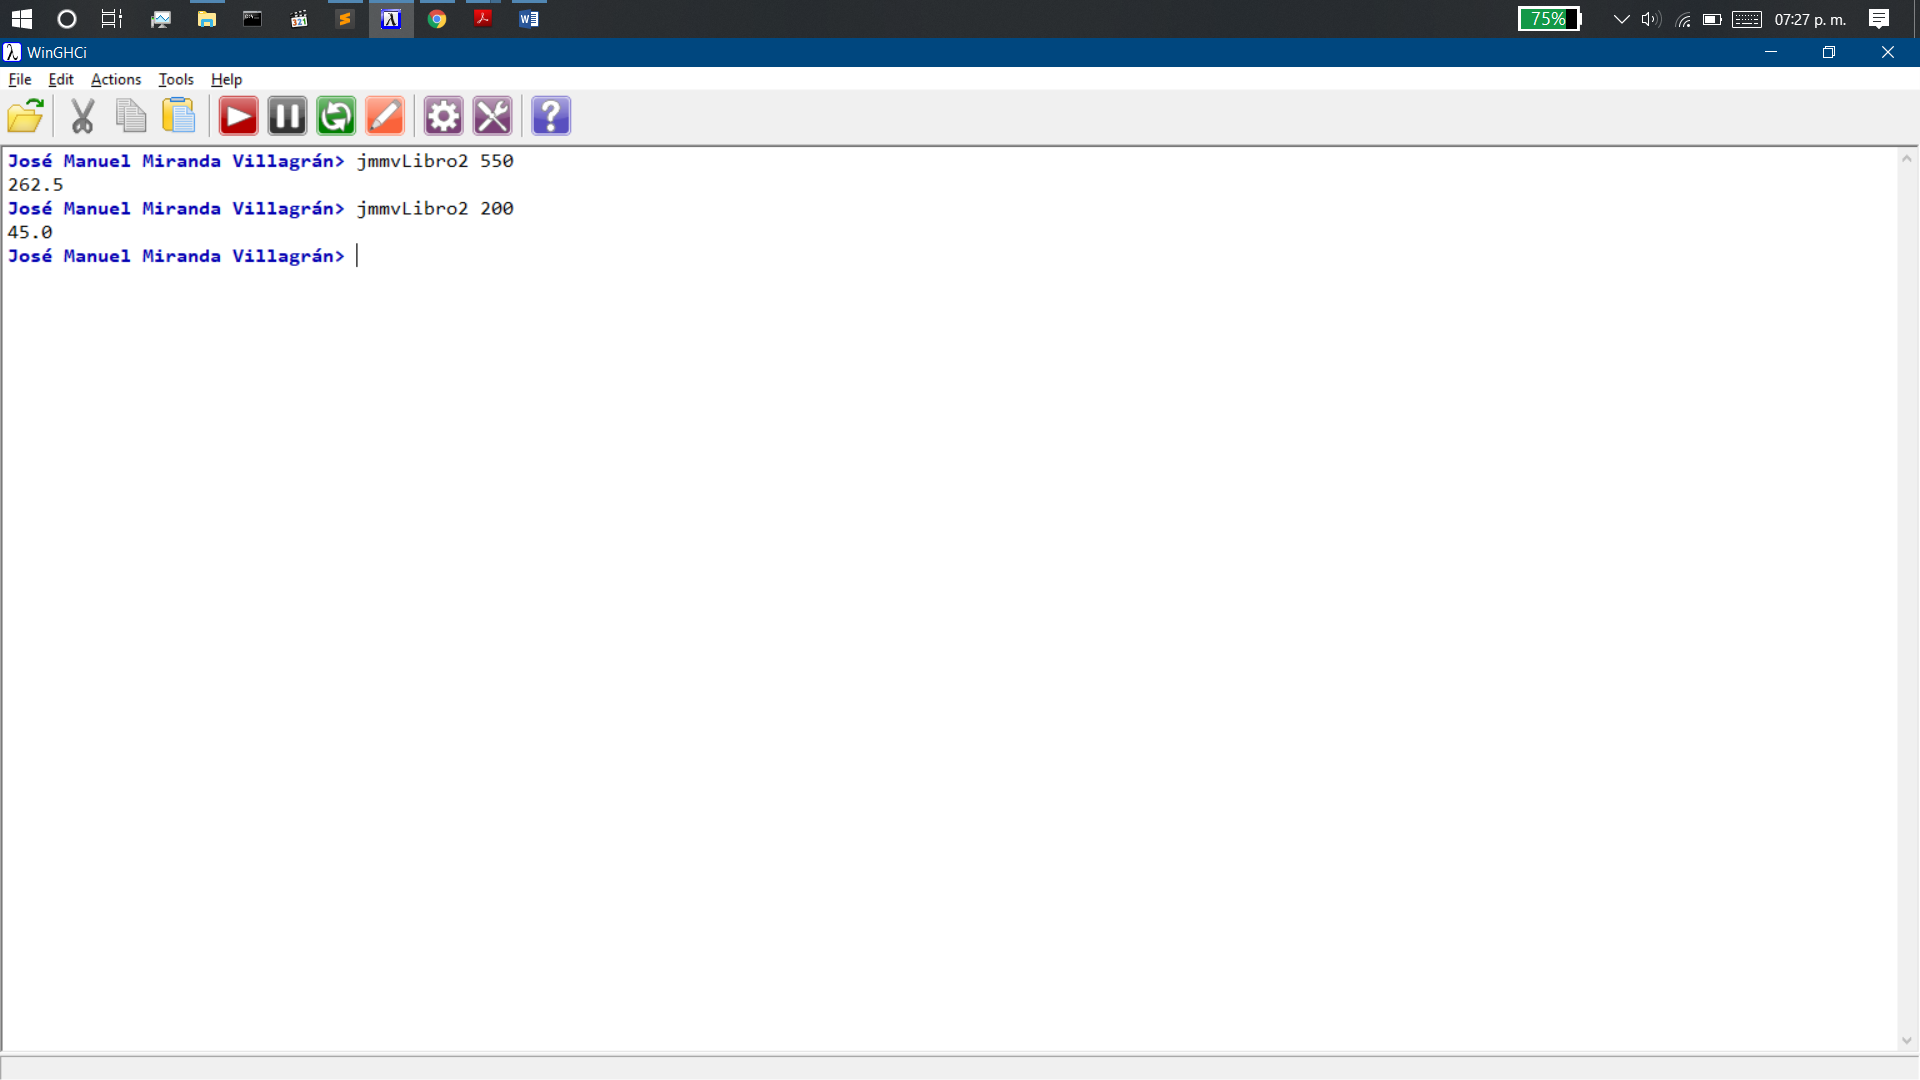 75%
07:27 p. m.
WinGHCi
File Edit Actions Tools Help
José Manuel Miranda Villagrán> jmmvLibro2 550
262.5
José Manuel Miranda Villagrán> jmmvLibro2 200
45.0
José Manuel Miranda Villagrán>